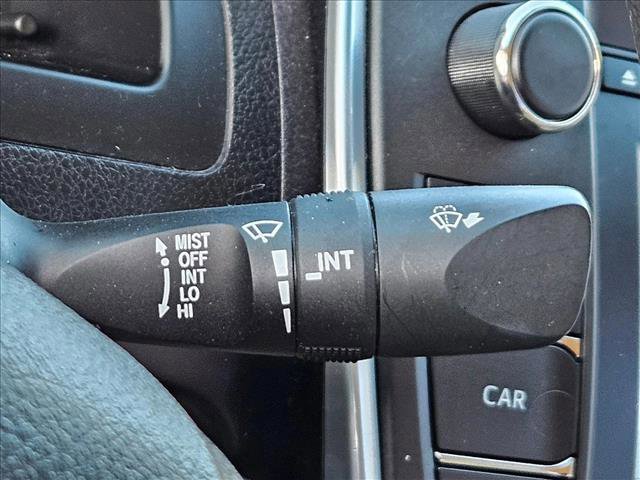 MIST
OFF
INT
LO
HI
INT
CAR